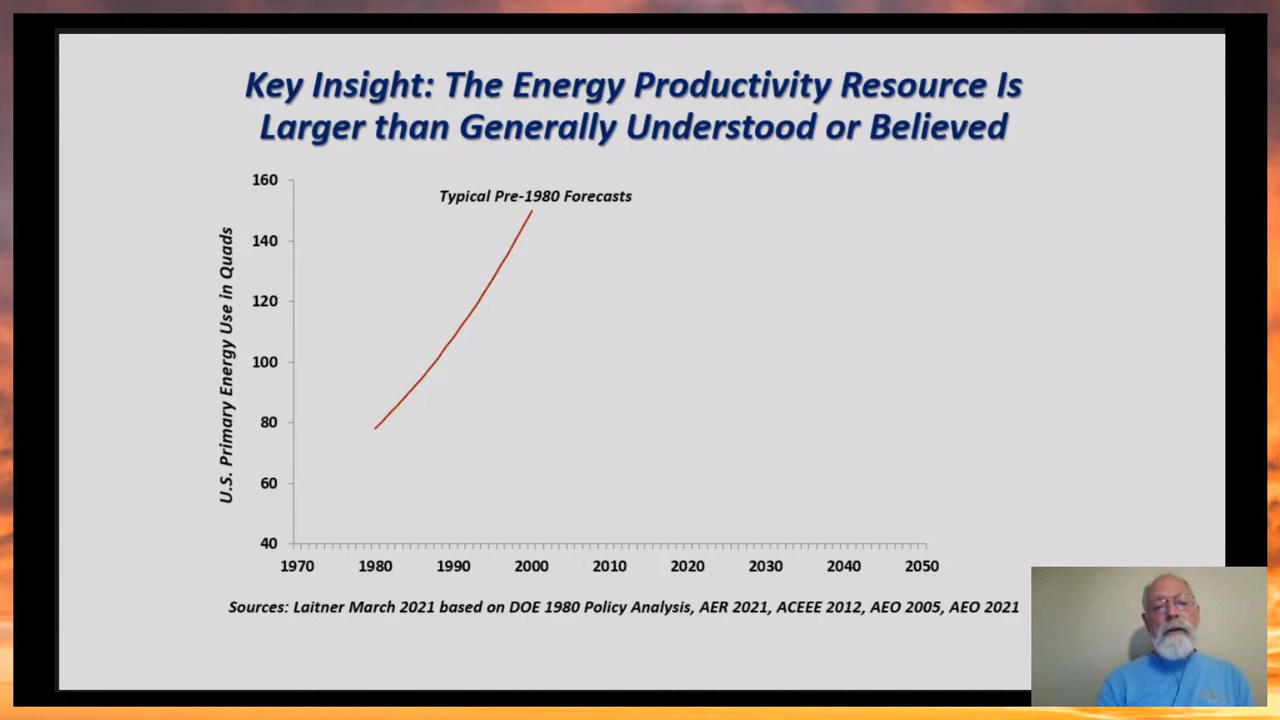 Key Insight: The Energy Productivity Resource Is
Larger than Generally Understood or Believed
160
Typical Pre-1980 Forecasts
140
120
100
80
60
40
U.S. Primary Energy Use in Quads
1970 1980 1990 2000 2010 2020 2030 2040 2050
Sources: Laitner March 2021 based on DOE 1980 Policy Analysis, AER 2021, ACEEE 2012, AEO 2005, AEO 2021